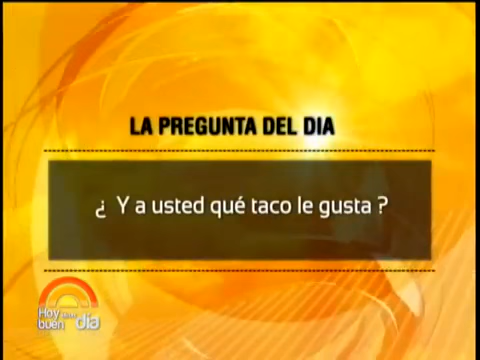 LA PREGUNTA DEL DIA
¿ Y a usted qué taco le gusta ?
Hoy
buen día